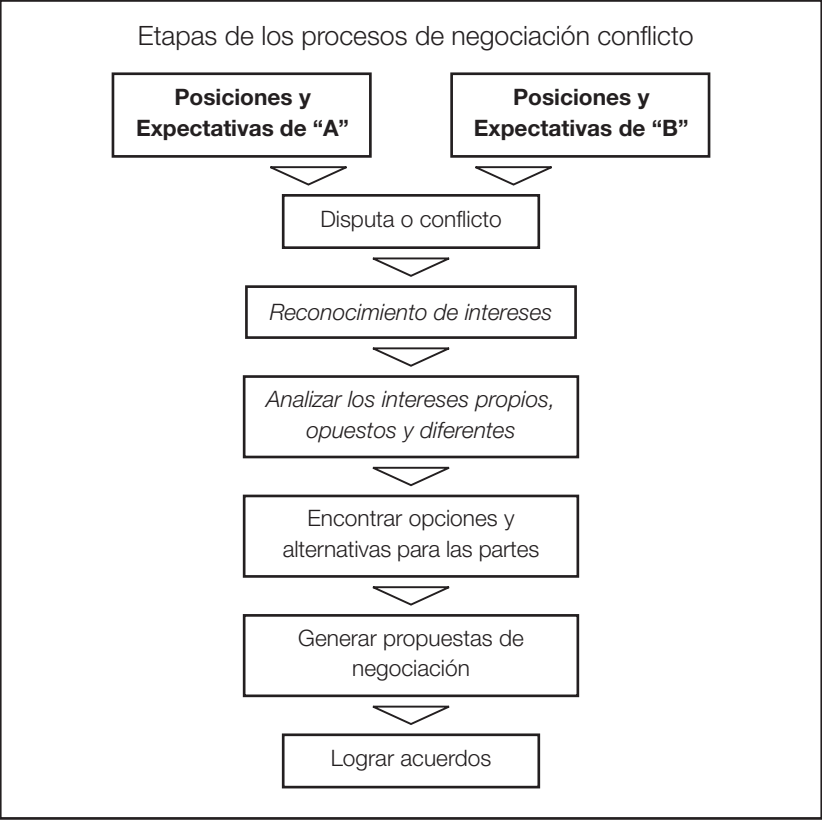 Etapas de los procesos de negociación conflicto
Posiciones y
Expectativas de “A”
Posiciones y
Expectativas de “B”
Disputa o conflicto
Reconocimiento de intereses
Analizar los intereses propios,
opuestos y diferentes
Encontrar opciones y
alternativas para las partes
Generar propuestas de
negociación
Lograr acuerdos